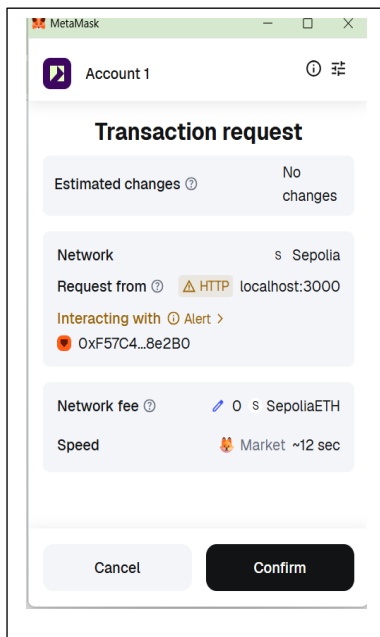 MetaMask
Account 1
Transaction request
Estimated changes No changes
Network S Sepolia
Request from HTTP localhost:3000
Interacting with Alert >
0xF57C4...8e2B0
Network fee 0 S SepoliaETH
Speed Market ~12 sec
Cancel Confirm